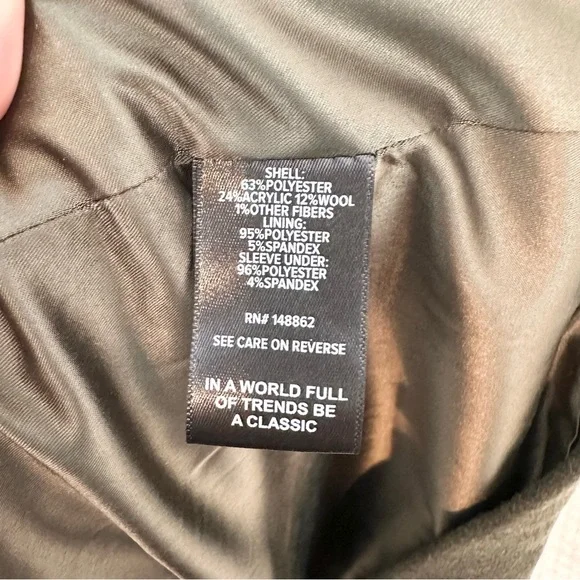 SHELL:
63%POLYESTER
24%ACRYLIC 12%WOOL
1%OTHER FIBERS
LINING:
95%POLYESTER
5%SPANDEX
SLEEVE UNDER:
96%POLYESTER
4%SPANDEX
RN# 148862
SEE CARE ON REVERSE
IN A WORLD FULL
OF TRENDS BE
A CLASSIC